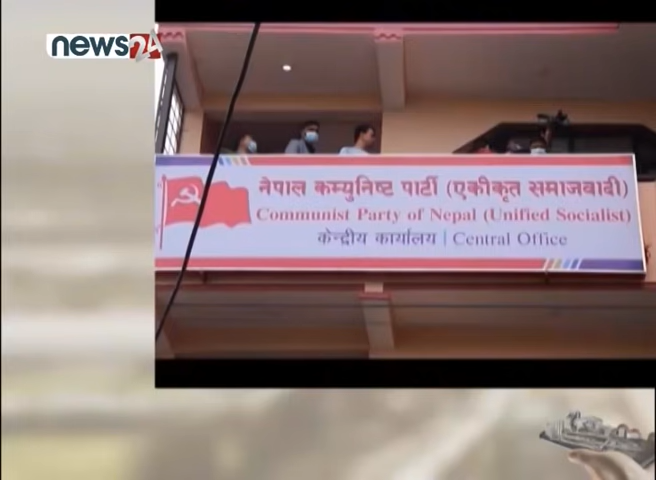 news24
नेपाल कम्युनिष्ट पार्टी (एकीकृत समाजवादी)
Communist Party of Nepal (Unified Socialist)
केन्द्रीय कार्यालय | Central Office